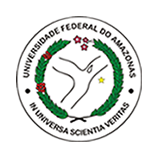 UNIVERSIDADE FEDERAL DO AMAZONAS
IN UNIVERSA SCIENTIA VERITAS